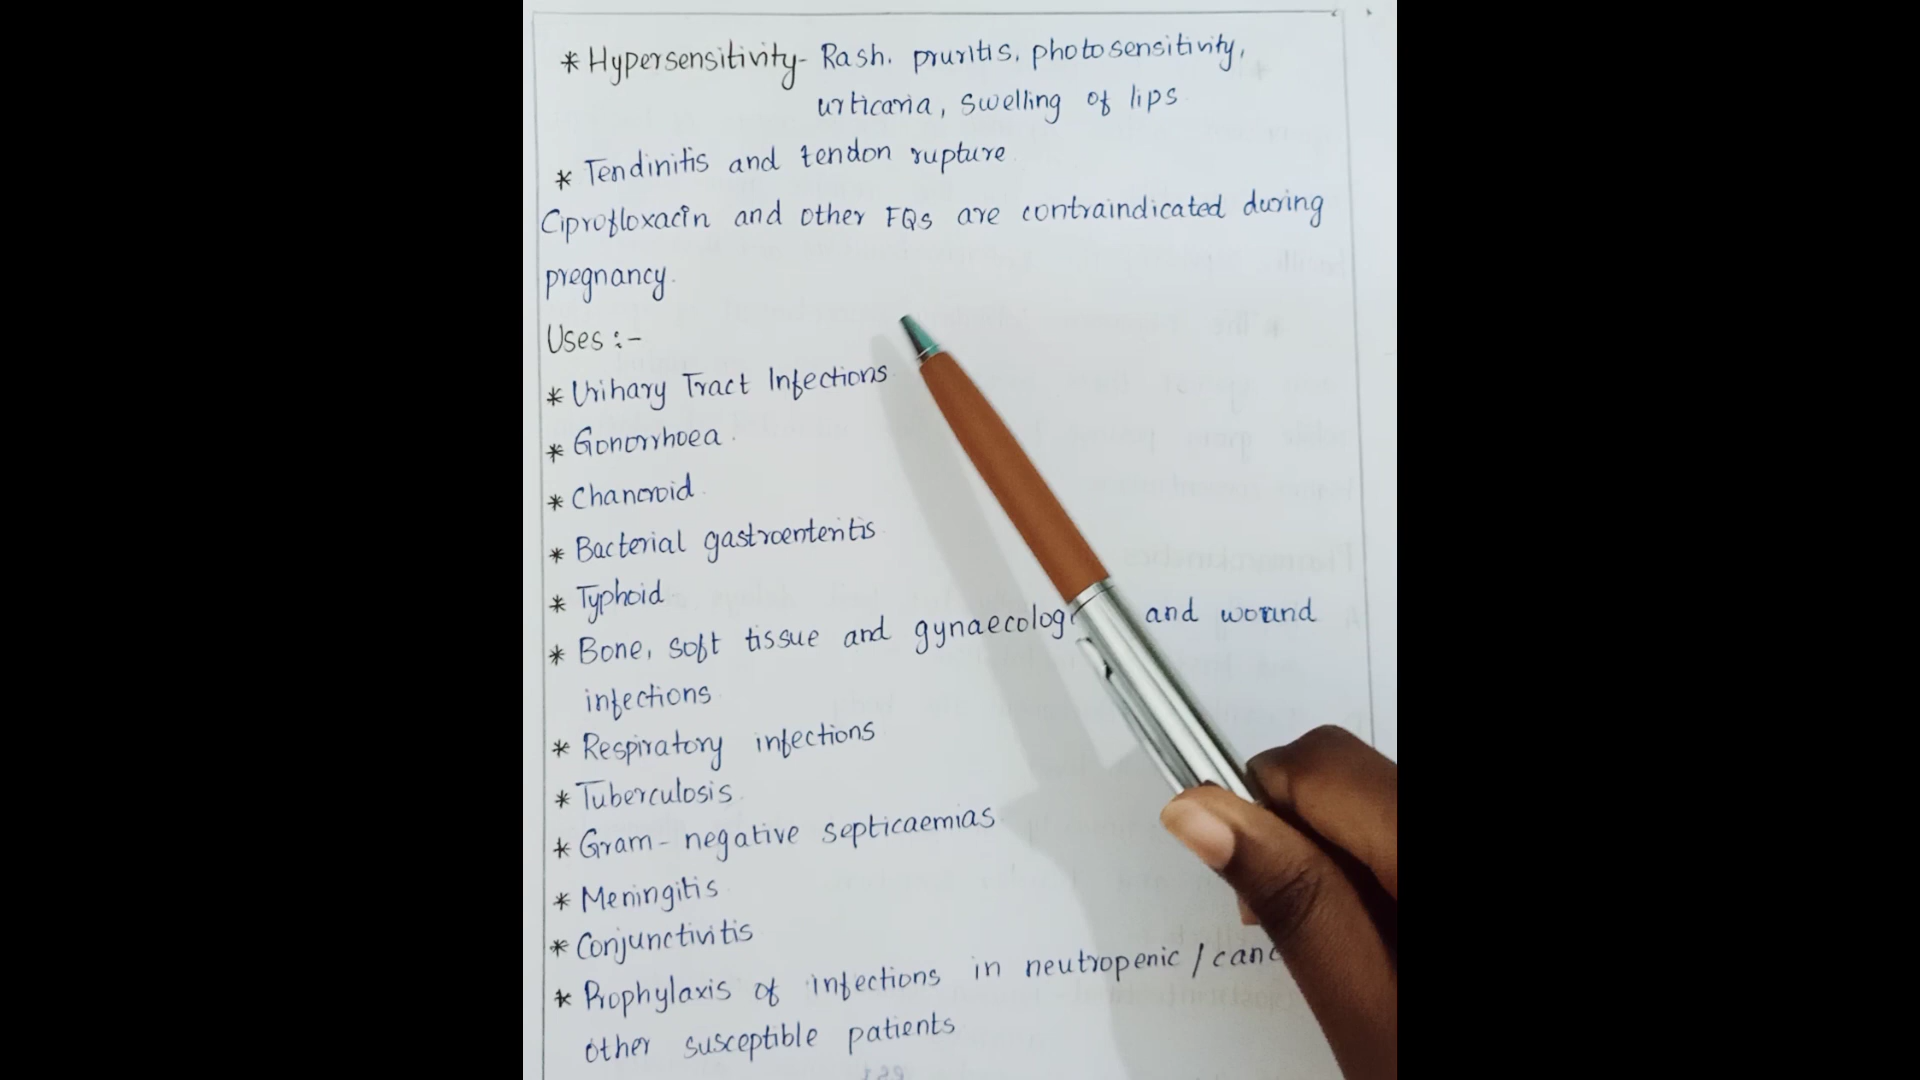 * Hypersensitivity- Rash, pruritis, photosensitivity,
urticaria, swelling of lips
* Tendinitis and tendon rupture
Ciprofloxacin and other FQs are contraindicated during
pregnancy.
Uses :-
* Urinary Tract Infections
* Gonorrhoea.
* Chancroid.
* Bacterial gastroenteritis
* Typhoid
* Bone, soft tissue and and wound
infections
* Respiratory infections
* Tuberculosis.
* Gram-negative septicaemias
* Meningitis
* Conjunctivitis
* Prophylaxis of infections in neutropenic /
other susceptible patients